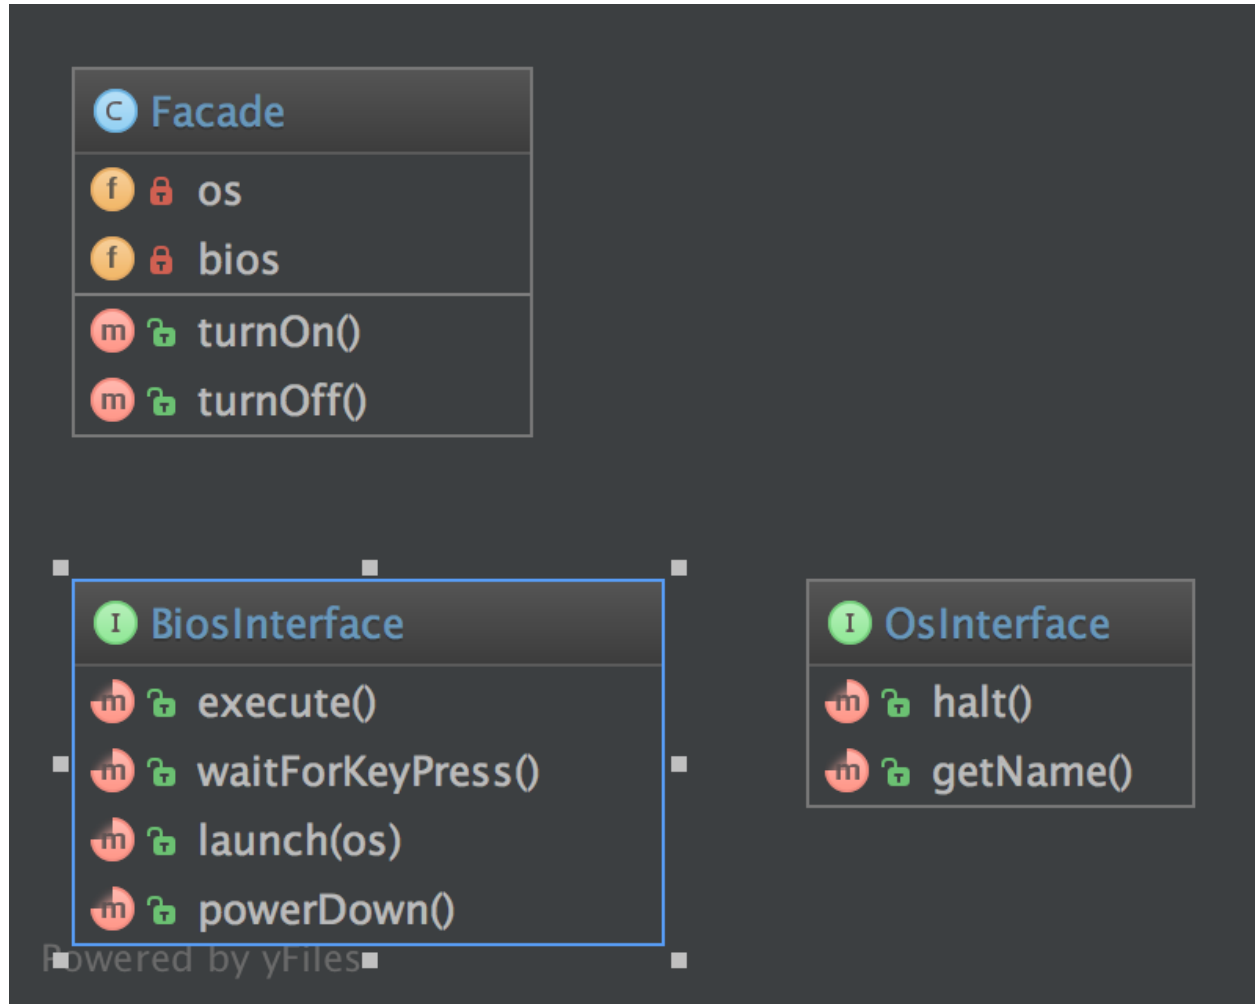 C Facade
f os
f bios
m turnOn()
m turnOff()
I BiosInterface
m execute()
m waitForKeyPress()
m launch(os)
m powerDown()
I OsInterface
m halt()
m getName()
Powered by yFiles